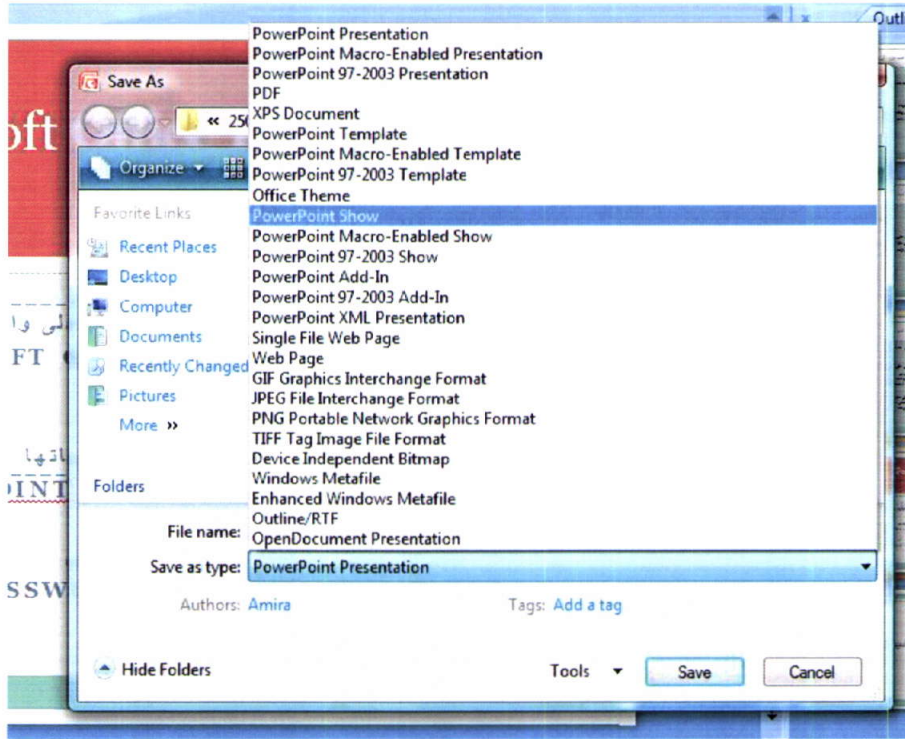 Outli
PowerPoint Presentation
PowerPoint Macro-Enabled Presentation
PowerPoint 97-2003 Presentation
PDF
XPS Document
PowerPoint Template
PowerPoint Macro-Enabled Template
PowerPoint 97-2003 Template
Office Theme
PowerPoint Show
PowerPoint Macro-Enabled Show
PowerPoint 97-2003 Show
PowerPoint Add-In
PowerPoint 97-2003 Add-In
PowerPoint XML Presentation
Single File Web Page
Web Page
GIF Graphics Interchange Format
JPEG File Interchange Format
PNG Portable Network Graphics Format
TIFF Tag Image File Format
Device Independent Bitmap
Windows Metafile
Enhanced Windows Metafile
Outline/RTF
OpenDocument Presentation
Save As
oft
« 250
Organize
Favorite Links
Recent Places
Desktop
Computer
Documents
Recently Changed
Pictures
More »
Folders
FT
INT
SSW
File name:
Save as type: PowerPoint Presentation
Authors: Amira
Tags: Add a tag
Hide Folders
Tools
Save
Cancel